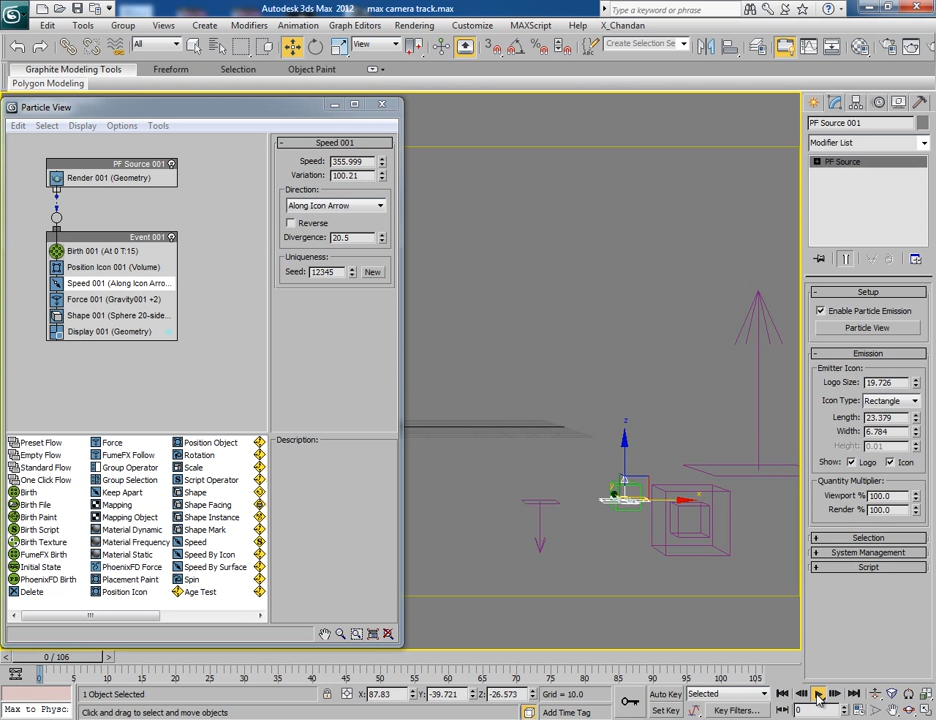 Autodesk 3ds Max 2012 max camera track.max
Type a keyword or phrase
Edit Tools Group Views Create Modifiers Animation Graph Editors Rendering Customize MAXScript Help X_Chandan
All View Create Selection Se
Graphite Modeling Tools Freeform Selection Object Paint
Polygon Modeling
Particle View
Edit Select Display Options Tools
PF Source 001
Render 001 (Geometry)
Event 001
Birth 001 (At 0 T:15)
Position Icon 001 (Volume)
Speed 001 (Along Icon Arro...
Force 001 (Gravity001 +2)
Shape 001 (Sphere 20-side...
Display 001 (Geometry)
Speed 001
Speed: 355.999
Variation: 100.21
Direction:
Along Icon Arrow
Reverse
Divergence: 20.5
Uniqueness:
Seed: 12345 New
Preset Flow Force Position Object
Empty Flow FumeFX Follow Rotation
Standard Flow Group Operator Scale
One Click Flow Group Selection Script Operator
Birth Keep Apart Shape
Birth File Mapping Shape Facing
Birth Paint Mapping Object Shape Instance
Birth Script Material Dynamic Shape Mark
Birth Texture Material Frequency Speed
FumeFX Birth Material Static Speed By Icon
Initial State PhoenixFD Force Speed By Surface
PhoenixFD Birth Placement Paint Spin
Delete Position Icon Age Test
Description:
z
x
PF Source 001
Modifier List
PF Source
Setup
Enable Particle Emission
Particle View
Emission
Emitter Icon:
Logo Size: 19.726
Icon Type: Rectangle
Length: 23.379
Width: 6.784
Height: 0.01
Show: Logo Icon
Quantity Multiplier:
Viewport % 100.0
Render % 100.0
Selection
System Management
Script
0 / 106
0 5 10 15 20 25 30 35 40 45 50 55 60 65 70 75 80 85 90 95 100 105
1 Object Selected X: 87.83 Y: -39.721 Z: -26.573 Grid = 10.0 Auto Key Selected
Max to Physc Click and drag to select and move objects Add Time Tag Set Key Key Filters... 0